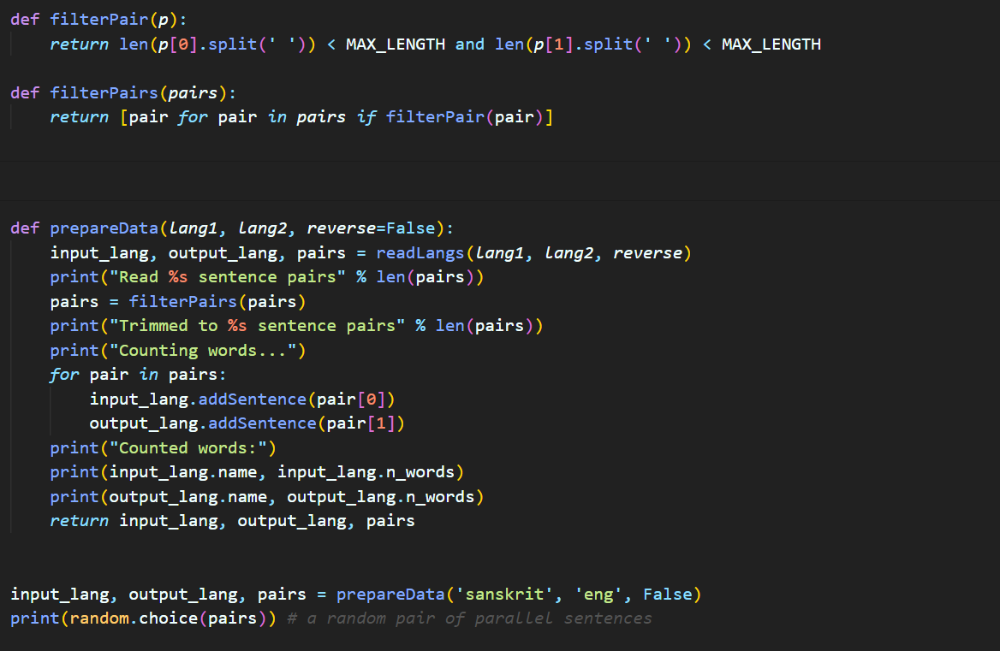 def filterPair(p):
    return len(p[0].split(' ')) < MAX_LENGTH and len(p[1].split(' ')) < MAX_LENGTH
def filterPairs(pairs):
    return [pair for pair in pairs if filterPair(pair)]
def prepareData(lang1, lang2, reverse=False):
    input_lang, output_lang, pairs = readLangs(lang1, lang2, reverse)
    print("Read %s sentence pairs" % len(pairs))
    pairs = filterPairs(pairs)
    print("Trimmed to %s sentence pairs" % len(pairs))
    print("Counting words...")
    for pair in pairs:
        input_lang.addSentence(pair[0])
        output_lang.addSentence(pair[1])
    print("Counted words:")
    print(input_lang.name, input_lang.n_words)
    print(output_lang.name, output_lang.n_words)
    return input_lang, output_lang, pairs
input_lang, output_lang, pairs = prepareData('sanskrit', 'eng', False)
print(random.choice(pairs)) # a random pair of parallel sentences